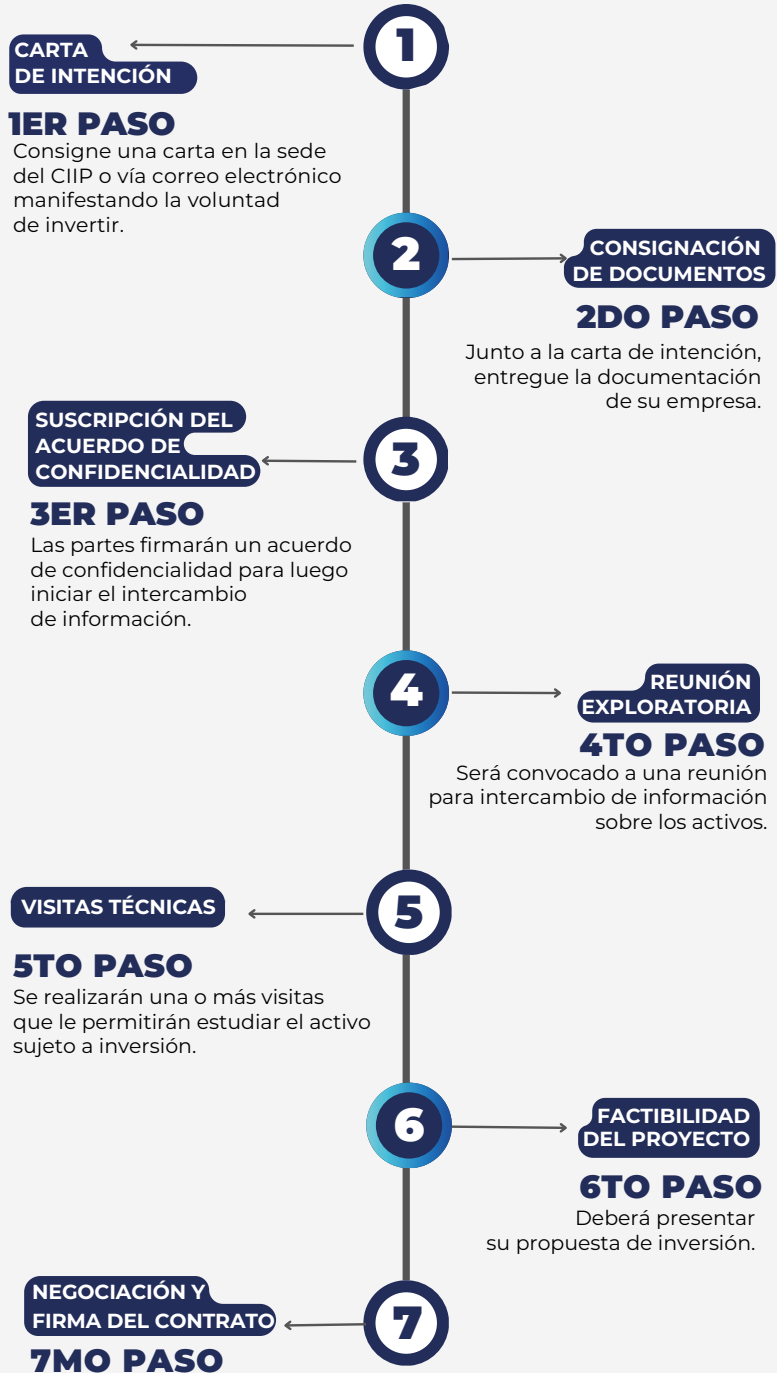 1
CARTA
DE INTENCIÓN
1ER PASO
Consigne una carta en la sede
del CIIP o vía correo electrónico
manifestando la voluntad
de invertir.
2
CONSIGNACIÓN
DE DOCUMENTOS
2DO PASO
Junto a la carta de intención,
entregue la documentación
de su empresa.
3
SUSCRIPCIÓN DEL
ACUERDO DE
CONFIDENCIALIDAD
3ER PASO
Las partes firmarán un acuerdo
de confidencialidad para luego
iniciar el intercambio
de información.
4
REUNIÓN
EXPLORATORIA
4TO PASO
Será convocado a una reunión
para intercambio de información
sobre los activos.
5
VISITAS TÉCNICAS
5TO PASO
Se realizarán una o más visitas
que le permitirán estudiar el activo
sujeto a inversión.
6
FACTIBILIDAD
DEL PROYECTO
6TO PASO
Deberá presentar
su propuesta de inversión.
7
NEGOCIACIÓN Y
FIRMA DEL CONTRATO
7MO PASO